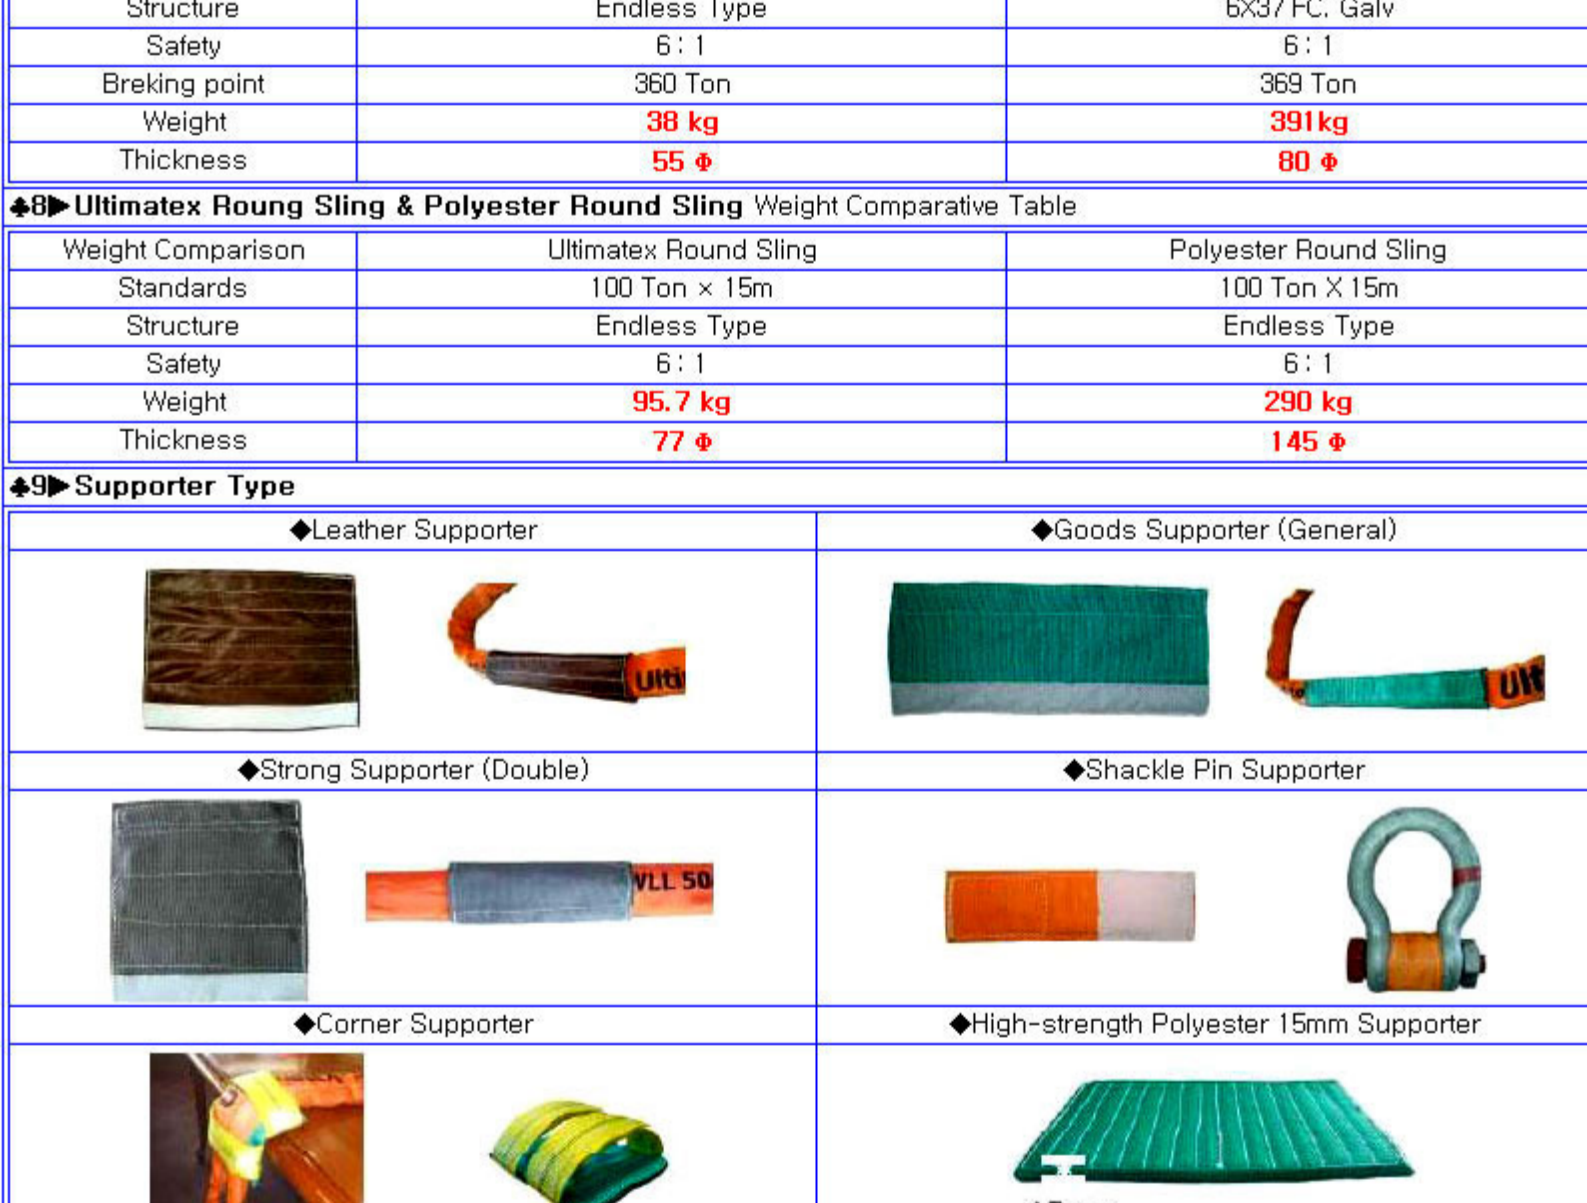 Structure Endless Type 6X37 FC. Galv
Safety 6 : 1 6 : 1
Breking point 360 Ton 369 Ton
Weight 38 kg 391kg
Thickness 55 Φ 80 Φ
♣8▶Ultimatex Roung Sling & Polyester Round Sling Weight Comparative Table
Weight Comparison Ultimatex Round Sling Polyester Round Sling
Standards 100 Ton × 15m 100 Ton X 15m
Structure Endless Type Endless Type
Safety 6 : 1 6 : 1
Weight 95.7 kg 290 kg
Thickness 77 Φ 145 Φ
♣9▶Supporter Type
◆Leather Supporter ◆Goods Supporter (General)
Ulti Ult
◆Strong Supporter (Double) ◆Shackle Pin Supporter
WLL 50
◆Corner Supporter ◆High-strength Polyester 15mm Supporter